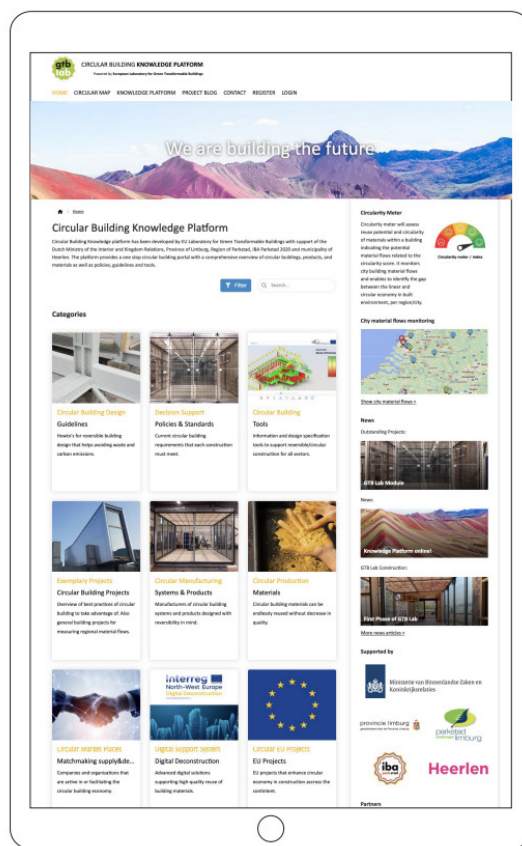 gtb
lab
CIRCULAR BUILDING KNOWLEDGE PLATFORM
Powered by European Laboratory for Green Transformable Buildings
HOME CIRCULAR MAP KNOWLEDGE PLATFORM PROJECT BLOG CONTACT REGISTER LOGIN
We are building the future...
Home
Circular Building Knowledge Platform
Circular Building Knowledge platform has been developed by EU Laboratory for Green Transformable Buildings with support of the
Dutch Ministry of the Interior and Kingdom Relations, Province of Limburg, Region of Parkstad, IBA Parkstad 2020 and municipality of
Heerlen. The platform provides a one stop circular building portal with a comprehensive overview of circular buildings, products, and
materials as well as policies, guidelines and tools.
Filter
Search...
Categories
Circular Building Design
Guidelines
Howto's for reversible building
design that helps avoiding waste and
carbon emissions.
Decision Support
Policies & Standards
Current circular building
requirements that each construction
must meet.
Circular Building
Tools
Information and design specification
tools to support reversible/circular
construction for all sectors.
Exemplary Projects
Circular Building Projects
Overview of best practices of circular
building to take advantage of. Also
general building projects for
measuring regional material flows.
Circular Manufacturing
Systems & Products
Manufacturers of circular building
systems and products designed with
reversibility in mind.
Circular Production
Materials
Circular building materials can be
endlessly reused without decrease in
quality.
Circular Market Places
Matchmaking supply&de...
Companies and organisations that
are active in or facilitating the
circular building economy.
interreg
North-West Europe
Digital Deconstruction
Digital Support System
Digital Deconstruction
Advanced digital solutions
supporting high quality reuse of
building materials.
Circular EU Projects
EU Projects
EU projects that enhance circular
economy in construction accross the
contintent.
Circularity Meter
Circularity meter will assess
reuse potential and circularity
of materials within a building
indicating the potential
material flows related to the
circularity score. It monitors
city building material flows
and enables to identify the gap
between the linear and
circular economy in built
environment, per region/city.
Circularity meter / index
City material flows monitoring
Show city material flows »
News
Outstanding Projects:
GTB Lab Module
News:
Knowledge Platform online!
GTB Lab Construction:
First Phase of GTB Lab
More news articles »
Supported by
Ministerie van Binnenlandse Zaken en
Koninkrijksrelaties
provincie limburg
parkstad
limburg
iba
Heerlen
Partners